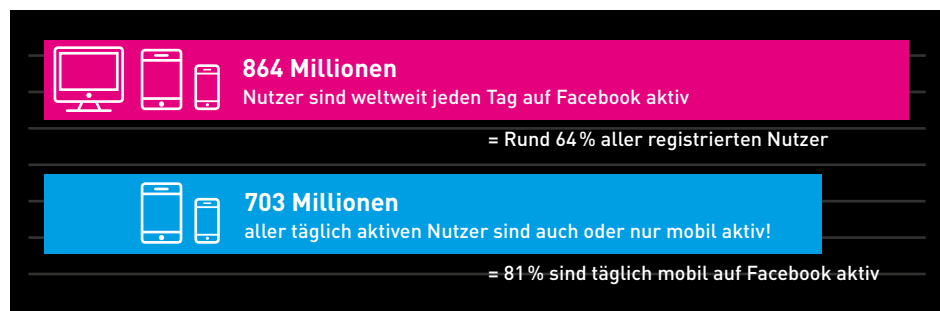 864 Millionen
Nutzer sind weltweit jeden Tag auf Facebook aktiv
= Rund 64 % aller registrierten Nutzer
703 Millionen
aller täglich aktiven Nutzer sind auch oder nur mobil aktiv!
= 81 % sind täglich mobil auf Facebook aktiv